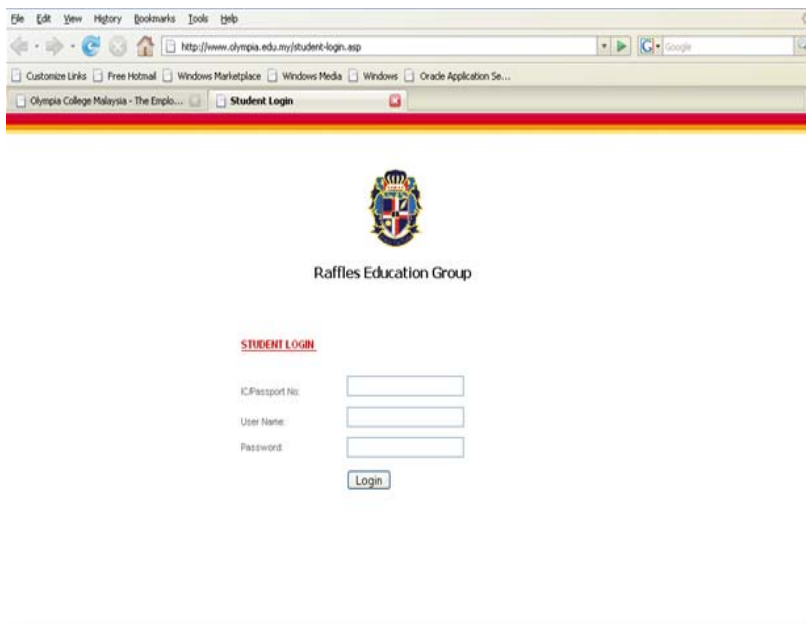 File Edit View History Bookmarks Tools Help
http://www.olympia.edu.my/student-login.asp
Google
Customize Links Free Hotmail Windows Marketplace Windows Media Windows Oracle Application Se...
Olympia College Malaysia - The Emplo... Student Login
Raffles Education Group
STUDENT LOGIN
IC/Passport No:
User Name:
Password:
Login